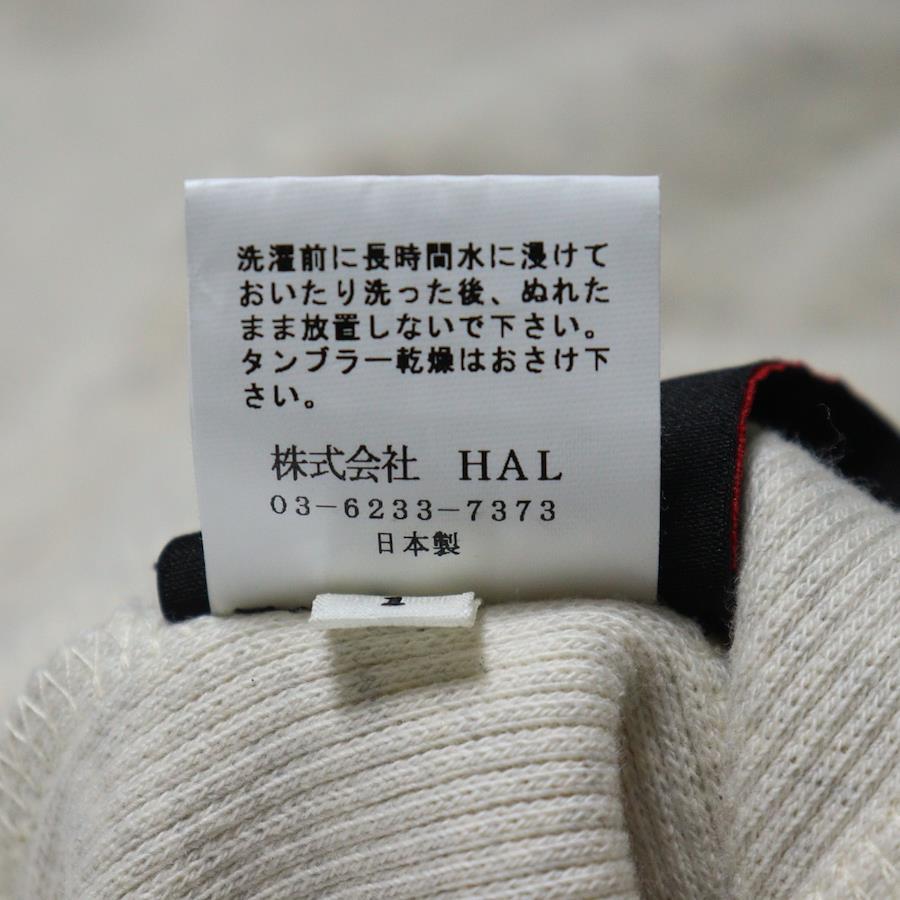 洗濯前に長時間水に浸けて
おいたり洗った後、ぬれた
まま放置しないで下さい。
タンブラー乾燥はおさけ下
さい。
株式会社 HAL
03-6233-7373
日本製
1